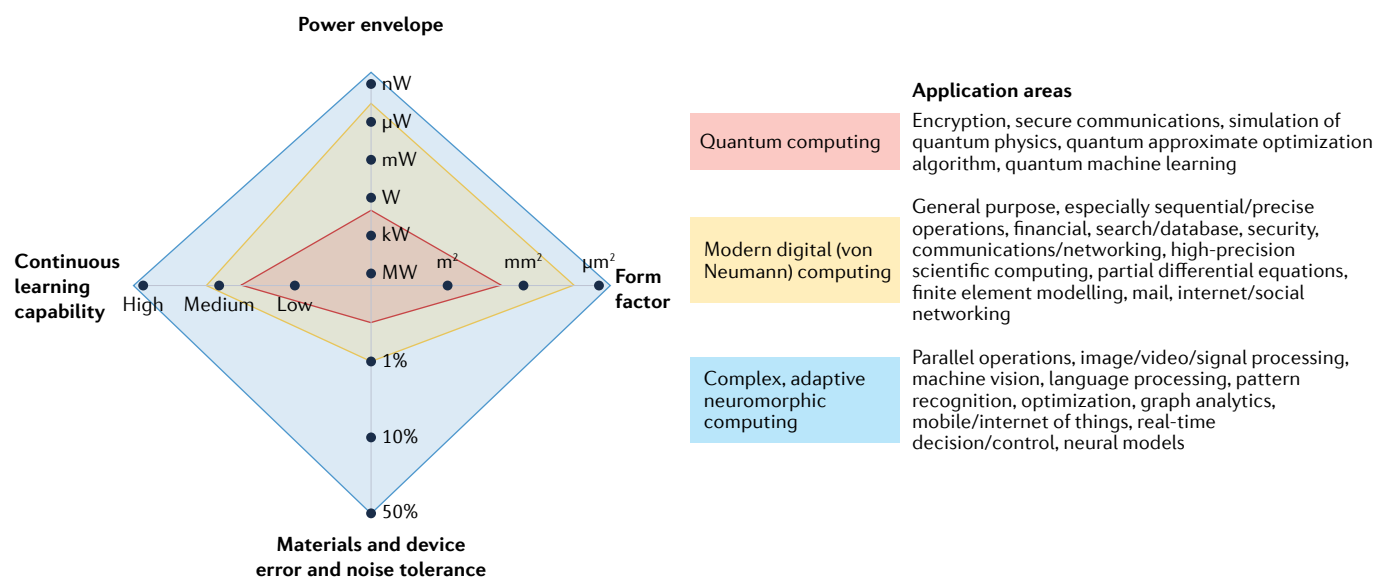 Power envelope
nW
µW
mW
W
kW
MW
m²
mm²
µm²
Form
factor
Continuous
learning
capability
High
Medium
Low
1%
10%
50%
Materials and device
error and noise tolerance
Application areas
Quantum computing
Encryption, secure communications, simulation of
quantum physics, quantum approximate optimization
algorithm, quantum machine learning
Modern digital (von
Neumann) computing
General purpose, especially sequential/precise
operations, financial, search/database, security,
communications/networking, high-precision
scientific computing, partial differential equations,
finite element modelling, mail, internet/social
networking
Complex, adaptive
neuromorphic
computing
Parallel operations, image/video/signal processing,
machine vision, language processing, pattern
recognition, optimization, graph analytics,
mobile/internet of things, real-time
decision/control, neural models